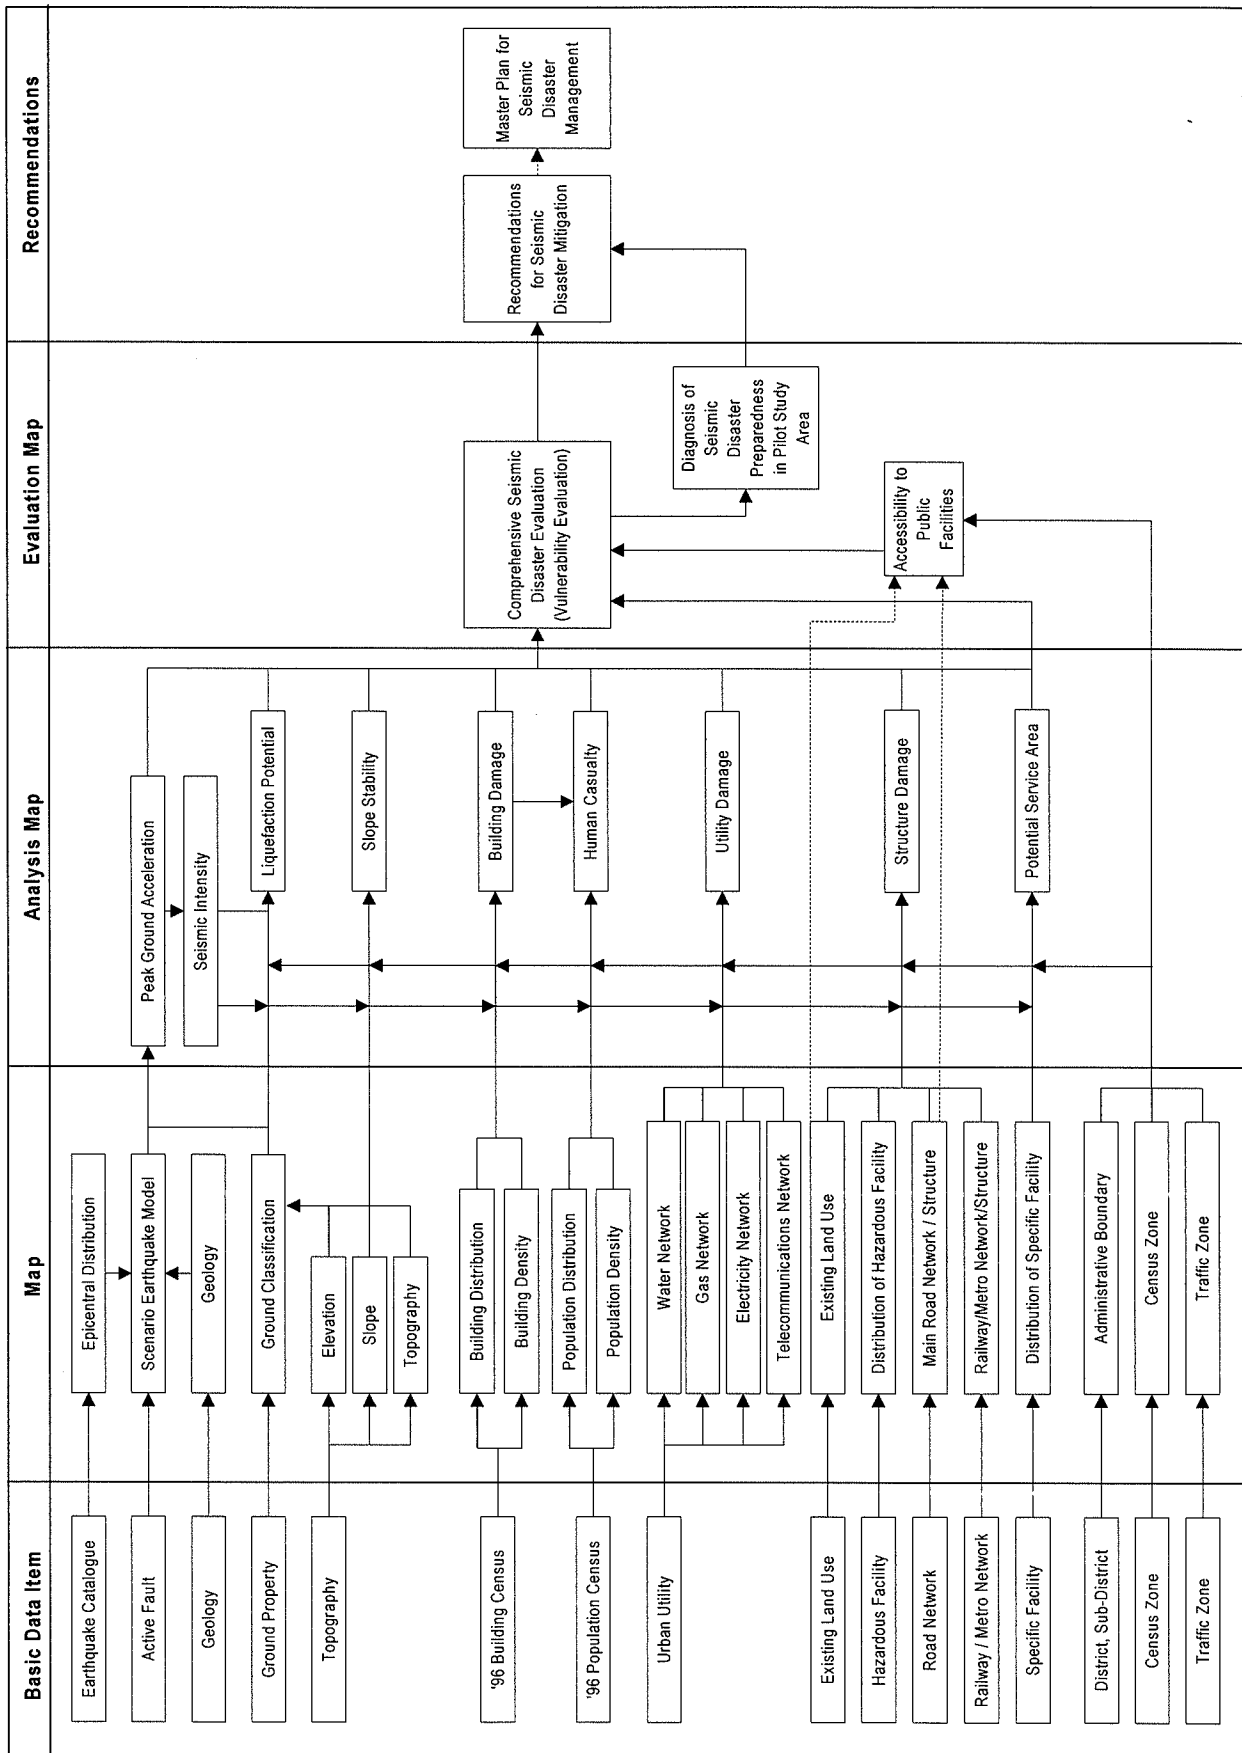 Basic Data Item
Earthquake Catalogue
Active Fault
Geology
Ground Property
Topography
'96 Building Census
'96 Population Census
Urban Utility
Existing Land Use
Hazardous Facility
Road Network
Railway / Metro Network
Specific Facility
District, Sub-District
Census Zone
Traffic Zone
Map
Epicentral Distribution
Scenario Earthquake Model
Geology
Ground Classification
Elevation
Slope
Topography
Building Distribution
Building Density
Population Distribution
Population Density
Water Network
Gas Network
Electricity Network
Telecommunications Network
Existing Land Use
Distribution of Hazardous Facility
Main Road Network / Structure
Railway/Metro Network/Structure
Distribution of Specific Facility
Administrative Boundary
Census Zone
Traffic Zone
Analysis Map
Peak Ground Acceleration
Seismic Intensity
Liquefaction Potential
Slope Stability
Building Damage
Human Casualty
Utility Damage
Structure Damage
Potential Service Area
Evaluation Map
Comprehensive Seismic
Disaster Evaluation
(Vulnerability Evaluation)
Diagnosis of
Seismic
Disaster
Preparedness
in Pilot Study
Area
Accessibility to
Public
Facilities
Recommendations
Recommendations
for Seismic
Disaster Mitigation
Master Plan for
Seismic
Disaster
Management